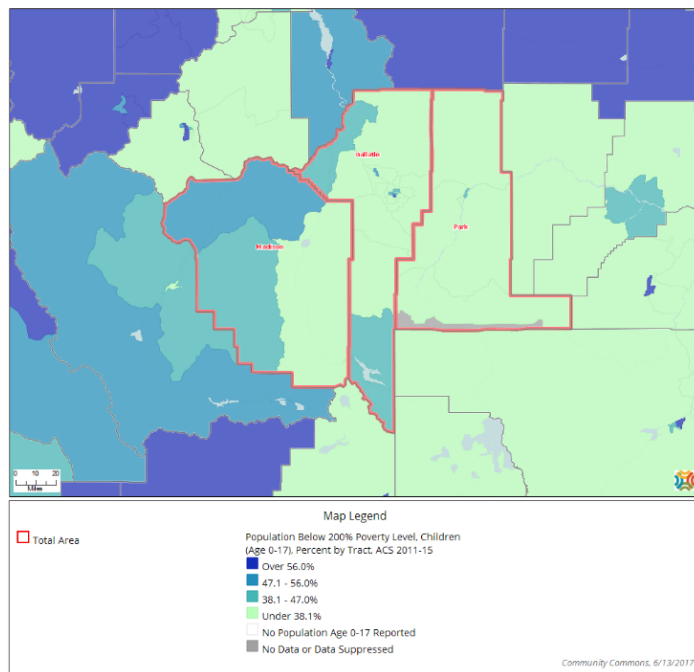 Gallatin
Park
Madison
0 10 20
Miles
Map Legend
Total Area
Population Below 200% Poverty Level, Children
(Age 0-17), Percent by Tract, ACS 2011-15
Over 56.0%
47.1 - 56.0%
38.1 - 47.0%
Under 38.1%
No Population Age 0-17 Reported
No Data or Data Suppressed
Community Commons, 6/13/2017